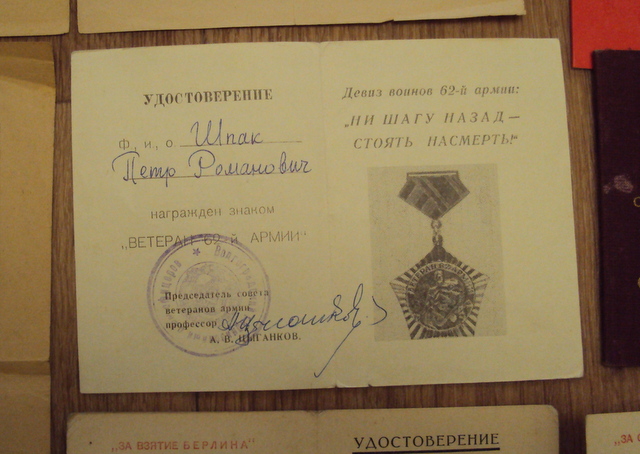 УДОСТОВЕРЕНИЕ
Ф, и, о Шпак
Петр Романович
награжден знаком
„ВЕТЕРАН 62-й АРМИИ"
Председатель совета
ветеранов армии
профессор
А. В. ЦЫГАНКОВ.
Девиз воинов 62-й армии:
„НИ ШАГУ НАЗАД —
СТОЯТЬ НАСМЕРТЬ!"
„ЗА ВЗЯТИЕ БЕРЛИНА"
УДОСТОВЕРЕНИЕ
„ЗА